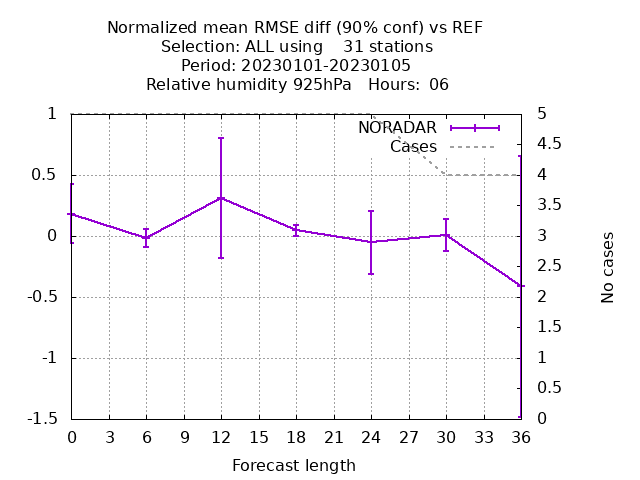 Normalized mean RMSE diff (90% conf) vs REF
Selection: ALL using    31 stations
Period: 20230101-20230105
Relative humidity 925hPa   Hours:  06
NORADAR
Cases
1
0.5
0
-0.5
-1
-1.5
5
4.5
4
3.5
3
2.5
2
1.5
1
0.5
0
No cases
0 3 6 9 12 15 18 21 24 27 30 33 36
Forecast length